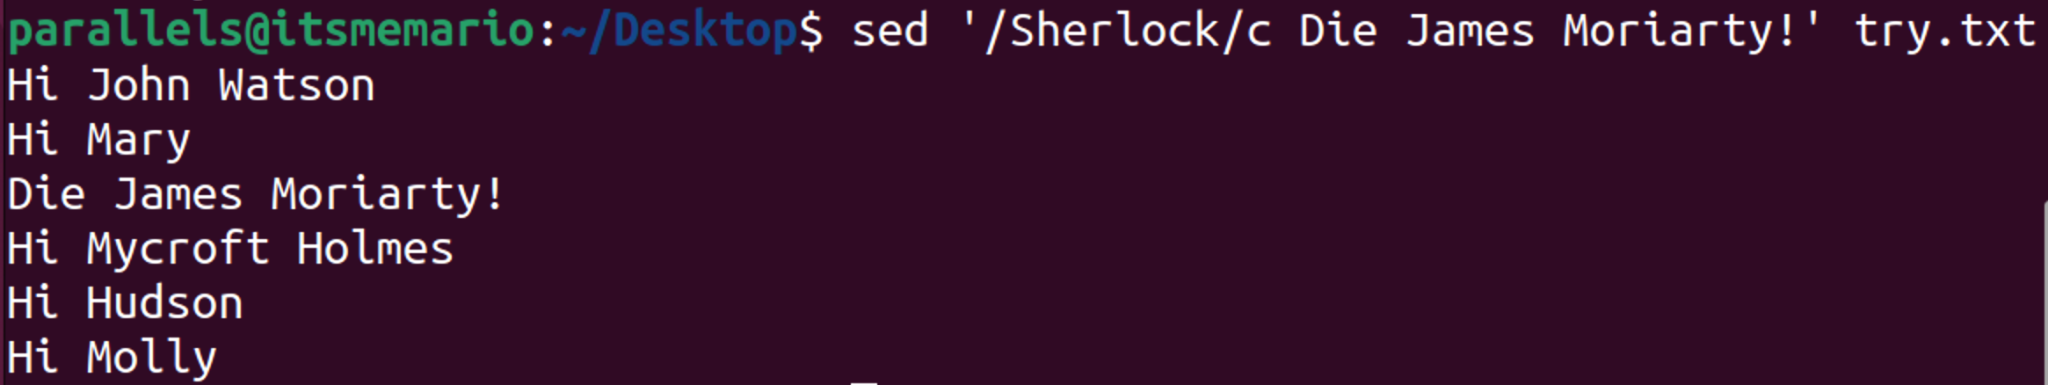 parallels@itsmemario:~/Desktop$ sed '/Sherlock/c Die James Moriarty!' try.txt
Hi John Watson
Hi Mary
Die James Moriarty!
Hi Mycroft Holmes
Hi Hudson
Hi Molly